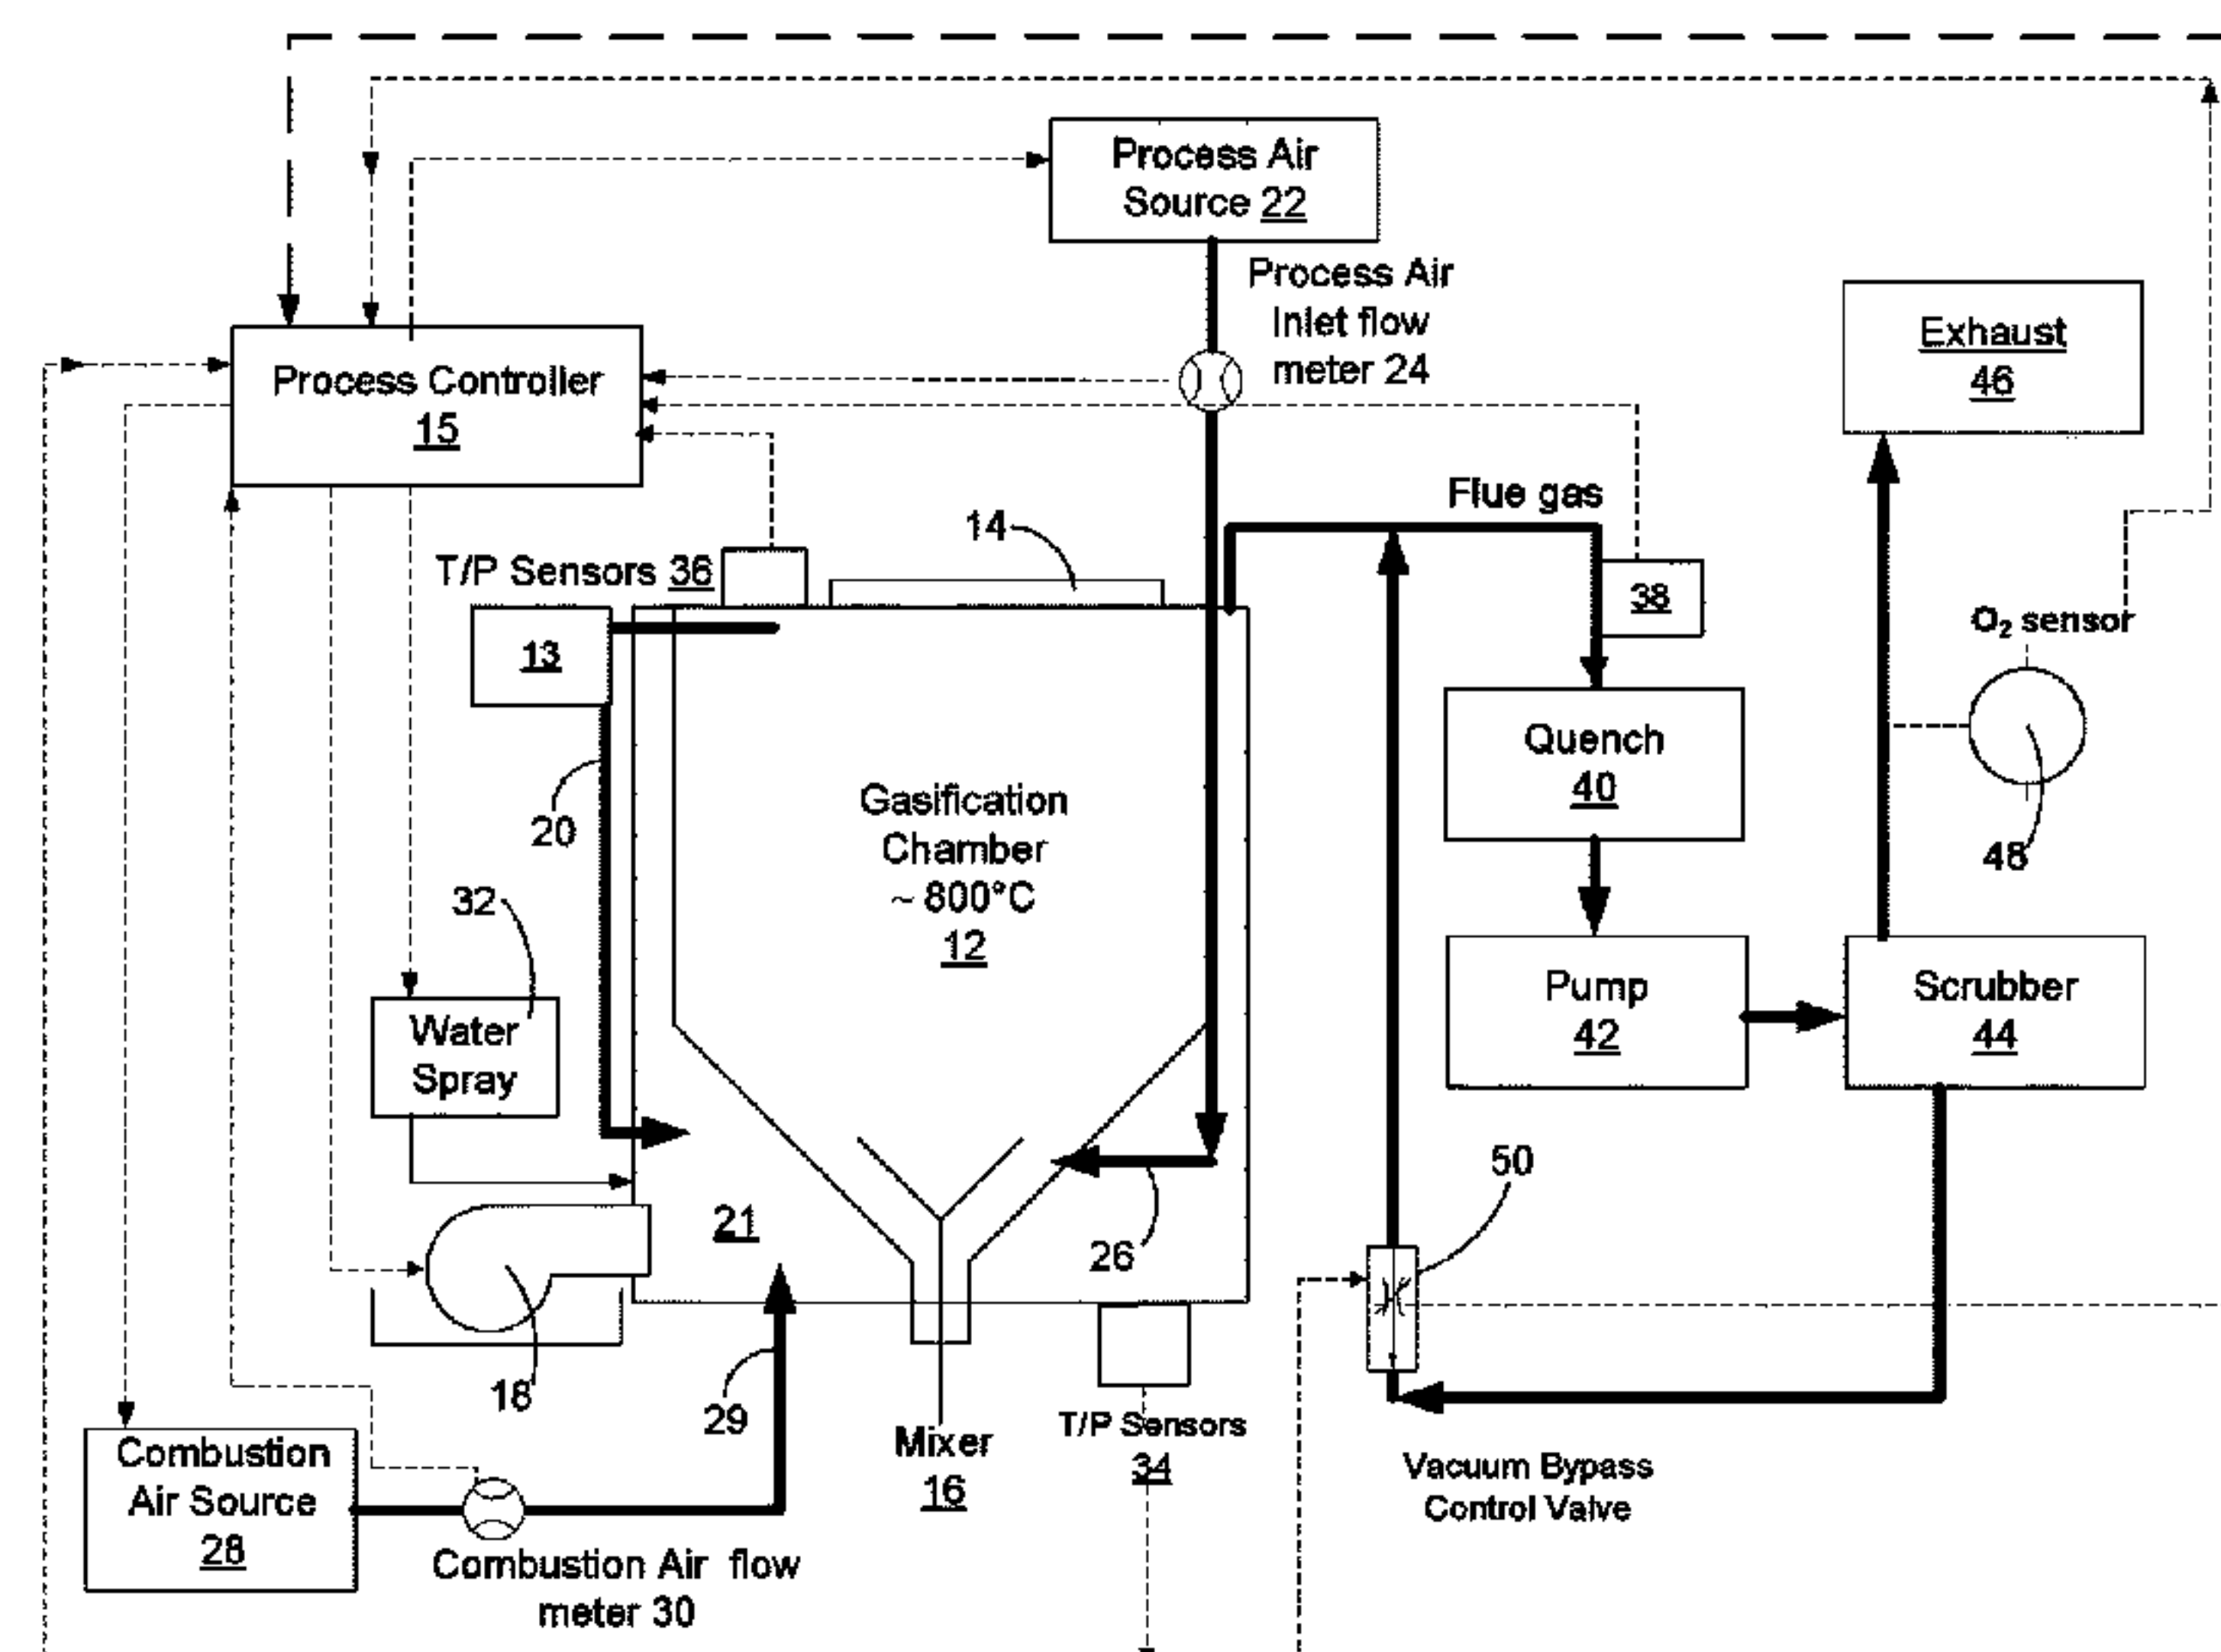 Process Air
Source 22
Process Air
Inlet flow
meter 24
Exhaust
46
Process Controller
15
Flue gas
14
T/P Sensors 36
38
13
O₂ sensor
Quench
40
20
Gasification
Chamber
~ 800°C
12
48
32
Water
Spray
Pump
42
Scrubber
44
50
21
26
18
29
T/P Sensors
34
Mixer
16
Vacuum Bypass
Control Valve
Combustion
Air Source
28
Combustion Air flow
meter 30